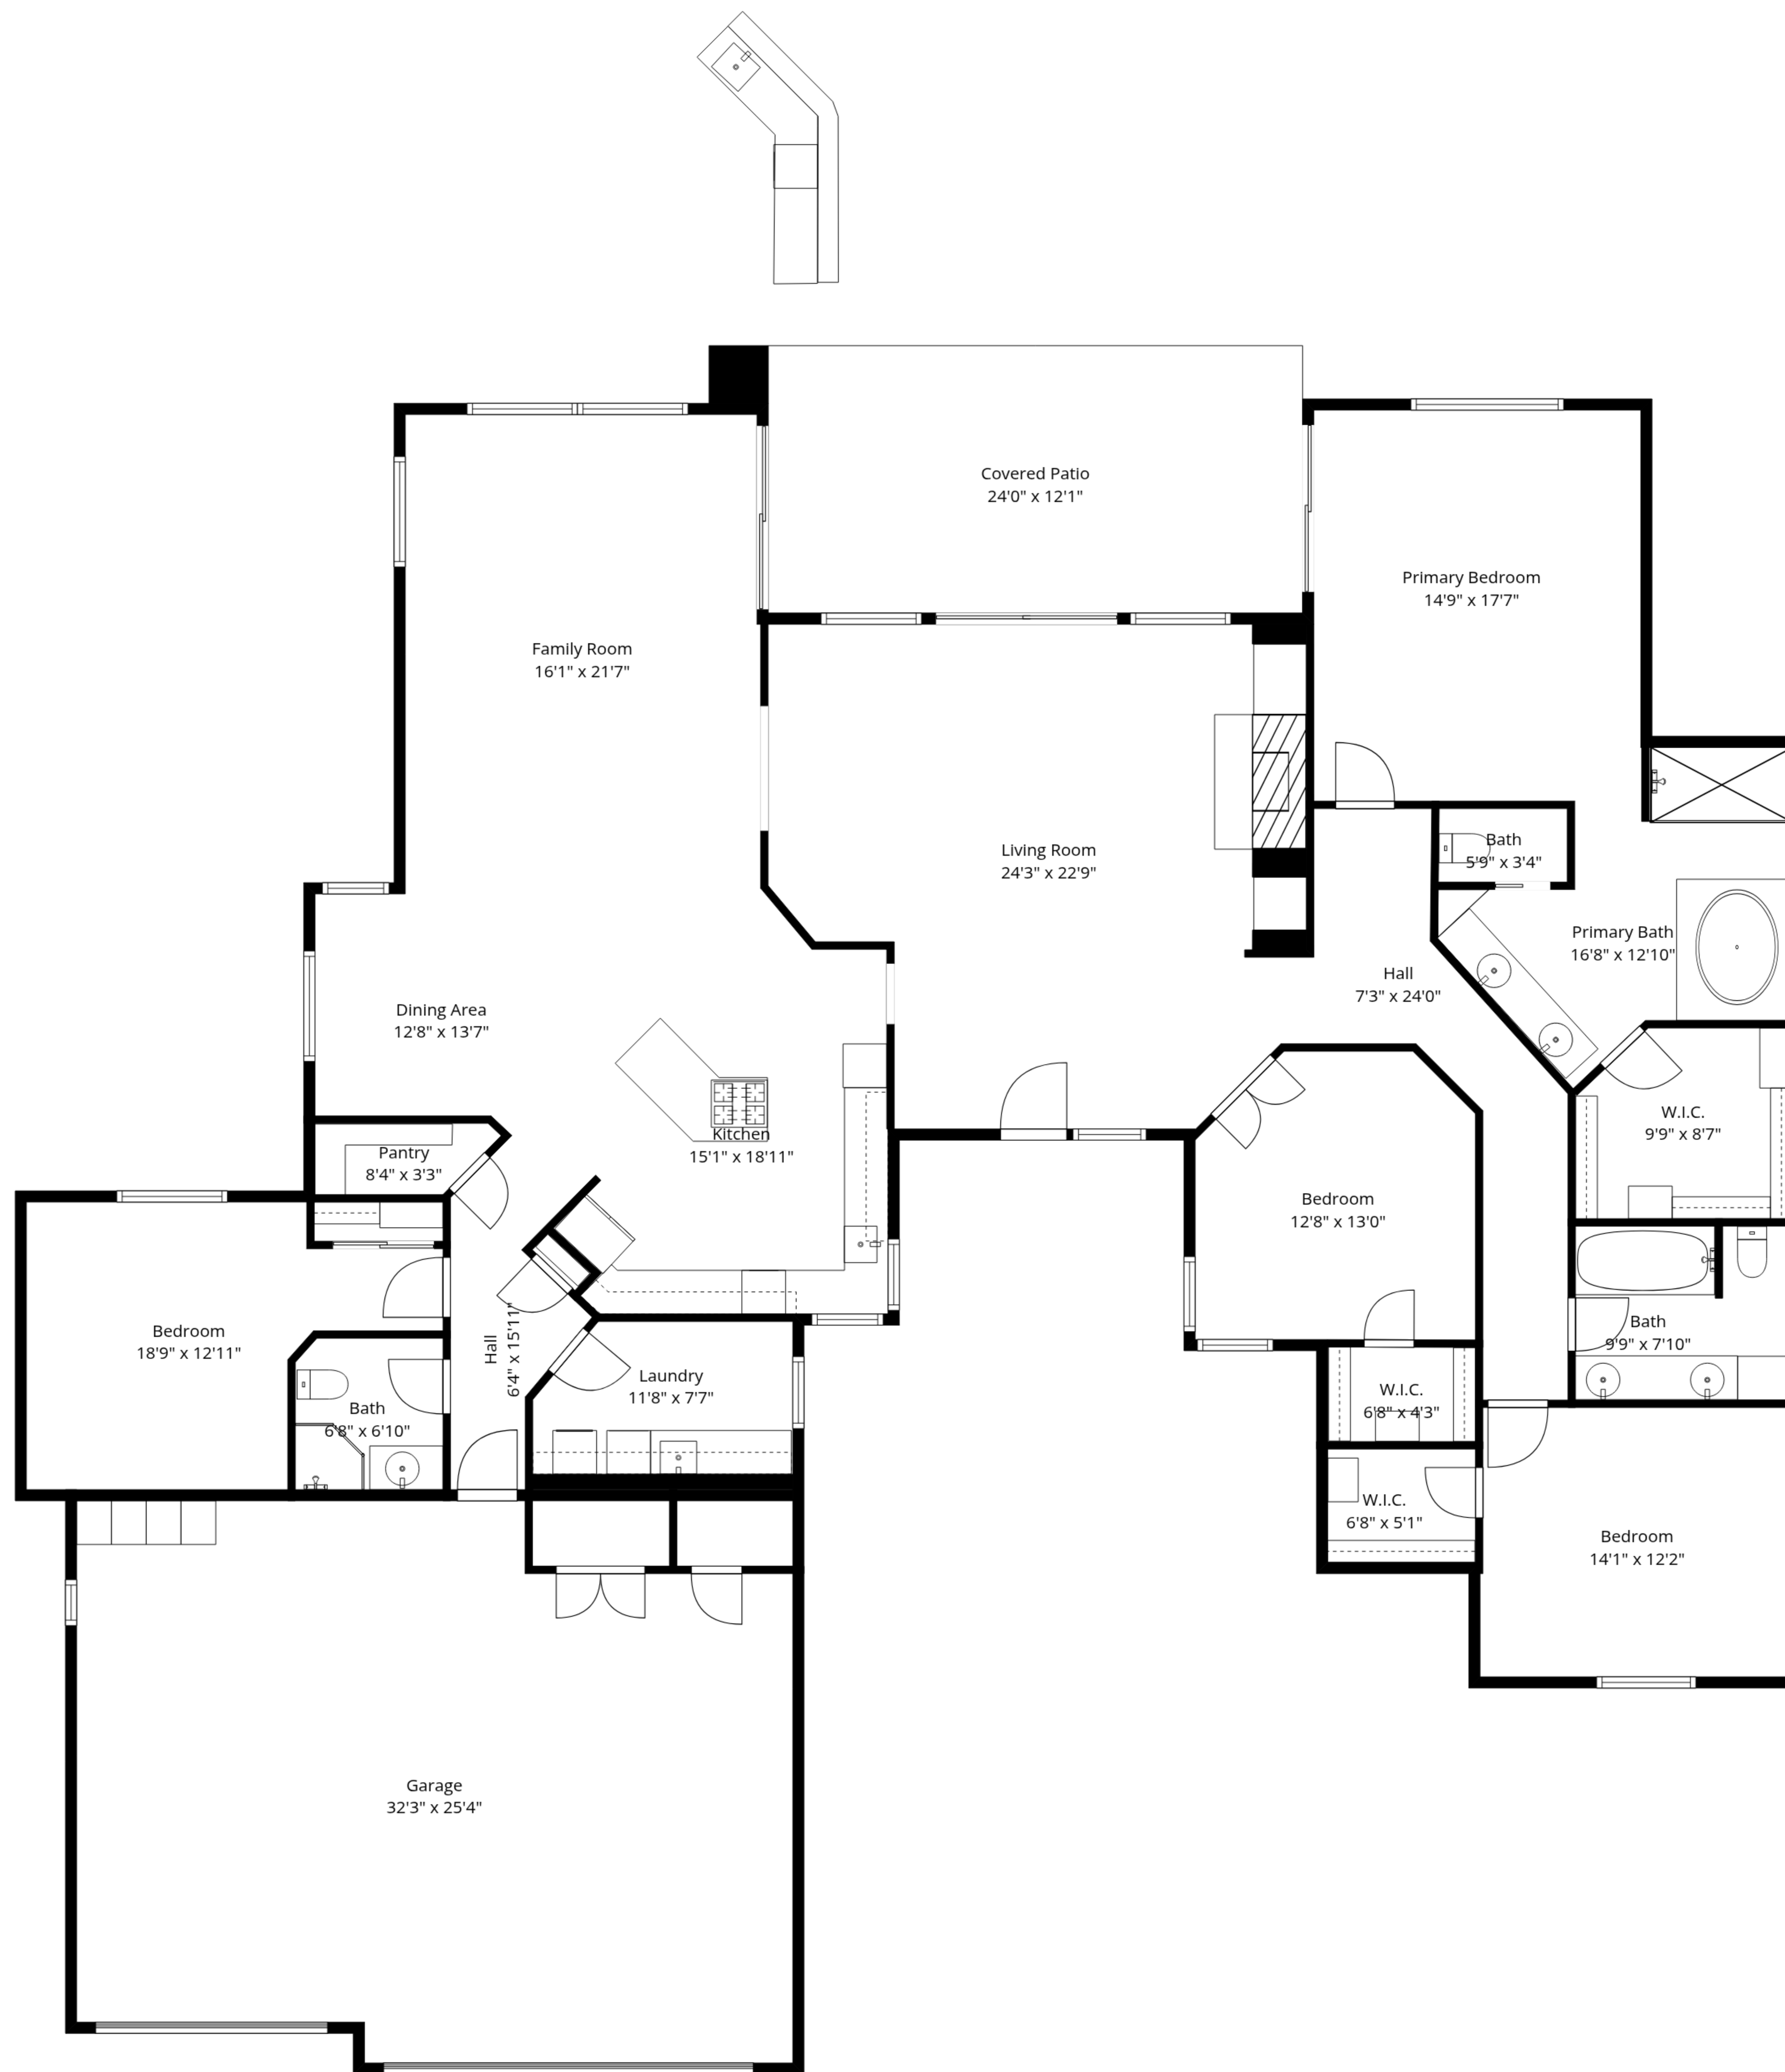 Covered Patio
24'0" x 12'1"
Primary Bedroom
14'9" x 17'7"
Family Room
16'1" x 21'7"
Living Room
24'3" x 22'9"
Bath
5'9" x 3'4"
Primary Bath
16'8" x 12'10"
Hall
7'3" x 24'0"
Dining Area
12'8" x 13'7"
Kitchen
15'1" x 18'11"
W.I.C.
9'9" x 8'7"
Pantry
8'4" x 3'3"
Bedroom
12'8" x 13'0"
Bedroom
18'9" x 12'11"
Hall
6'4" x 15'11"
Bath
9'9" x 7'10"
Laundry
11'8" x 7'7"
W.I.C.
6'8" x 4'3"
Bath
6'8" x 6'10"
W.I.C.
6'8" x 5'1"
Bedroom
14'1" x 12'2"
Garage
32'3" x 25'4"